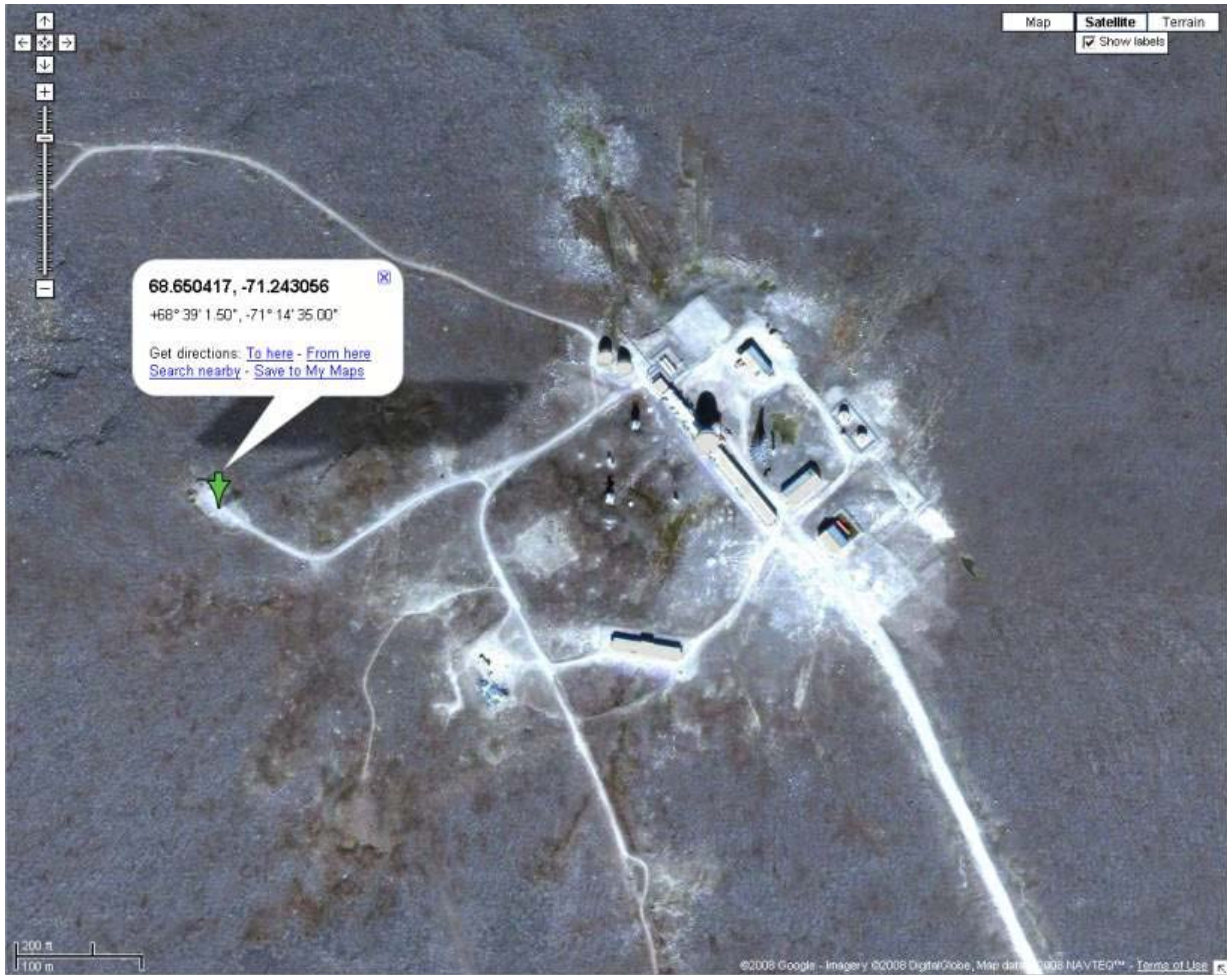 Map Satellite Terrain
Show labels
68.650417, -71.243056
+68° 39' 1.50", -71° 14' 35.00"
Get directions: To here - From here
Search nearby - Save to My Maps
200 ft
100 m
©2008 Google - Imagery ©2008 DigitalGlobe, Map data ©2008 NAVTEQ™ - Terms of Use